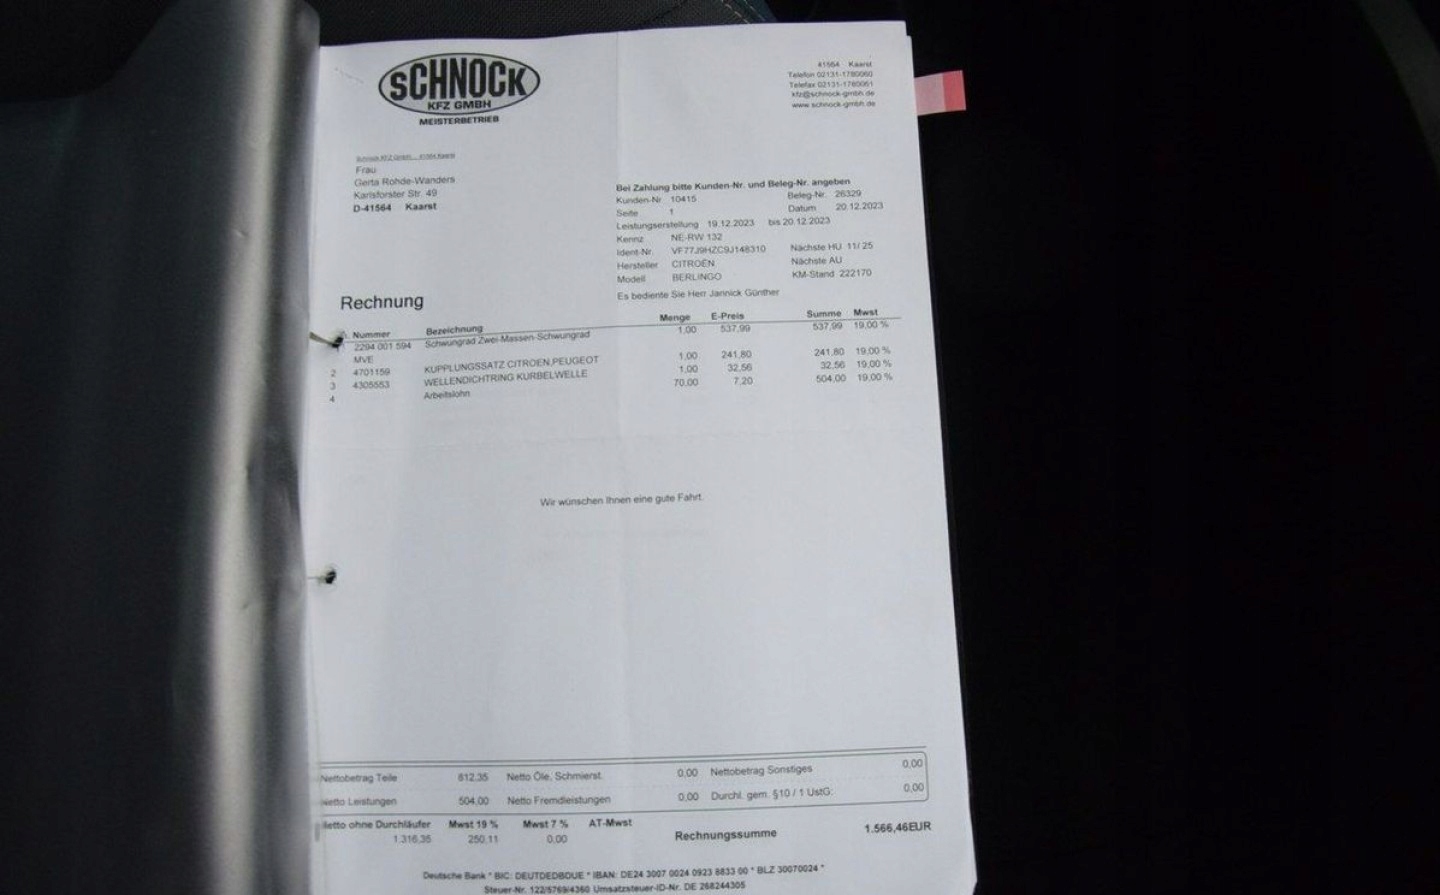 SCHNOCK
KFZ GMBH
MEISTERBETRIEB
41564 Kaarst
Telefon 02131-1760060
Telefax 02131-1760061
kfz@schnock-gmbh.de
www.schnock-gmbh.de
Schnock KFZ GmbH, 41564 Kaarst
Frau
Gerta Rohde-Wanders
Karlsforster Str. 49
D-41564 Kaarst
Bei Zahlung bitte Kunden-Nr. und Beleg-Nr. angeben
Kunden-Nr 10415 Beleg-Nr. 26329
Seite 1 Datum 20.12.2023
Leistungserstellung 19.12.2023 bis 20.12.2023
Kennz NE-RW 132
Ident-Nr. VF77J9HZC9J148310 Nächste HU 11/ 25
Hersteller CITROËN Nächste AU
Modell BERLINGO KM-Stand 222170
Es bediente Sie Herr Jannick Günther
Rechnung
Nummer Bezeichnung Menge E-Preis Summe Mwst
2294 001 594 Schwungrad Zwei-Massen-Schwungrad 1,00 537,99 537,99 19,00 %
MVE
2 4701159 KUPPLUNGSSATZ CITROEN,PEUGEOT 1,00 241,80 241,80 19,00 %
3 4305553 WELLENDICHTRING KURBELWELLE 1,00 32,56 32,56 19,00 %
4 Arbeitslohn 70,00 7,20 504,00 19,00 %
Wir wünschen Ihnen eine gute Fahrt.
Nettobetrag Teile 812,35 Netto Öle, Schmierst. 0,00 Nettobetrag Sonstiges 0,00
Netto Leistungen 504,00 Netto Fremdleistungen 0,00 Durchl. gem. §10 / 1 UstG: 0,00
Netto ohne Durchläufer Mwst 19 % Mwst 7 % AT-Mwst
1.316,35 250,11 0,00 Rechnungssumme 1.566,46EUR
Deutsche Bank * BIC: DEUTDEDBDUE * IBAN: DE24 3007 0024 0923 8833 00 * BLZ 30070024 *
Steuer-Nr. 122/5769/4360 Umsatzsteuer-ID-Nr. DE 268244305